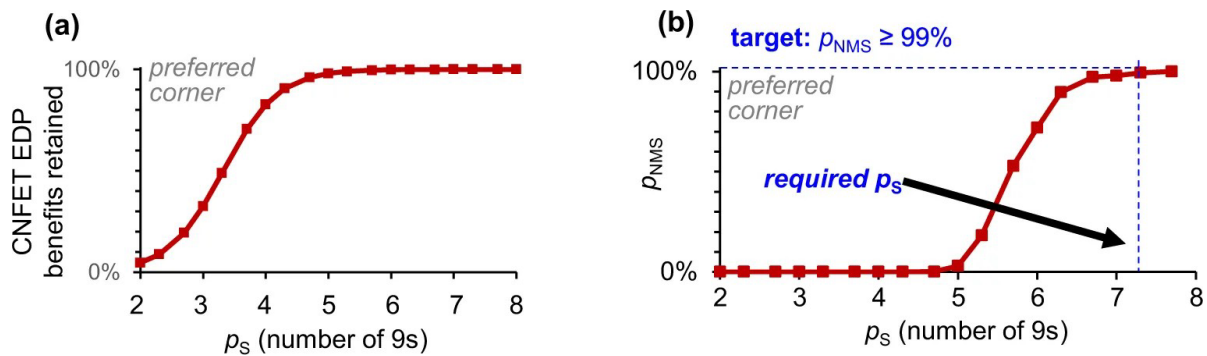 (a)
CNFET EDP
benefits retained
100%
0%
preferred
corner
2 3 4 5 6 7 8
pS (number of 9s)
(b)
target: pNMS ≥ 99%
pNMS
100%
0%
preferred
corner
required pS
2 3 4 5 6 7 8
pS (number of 9s)